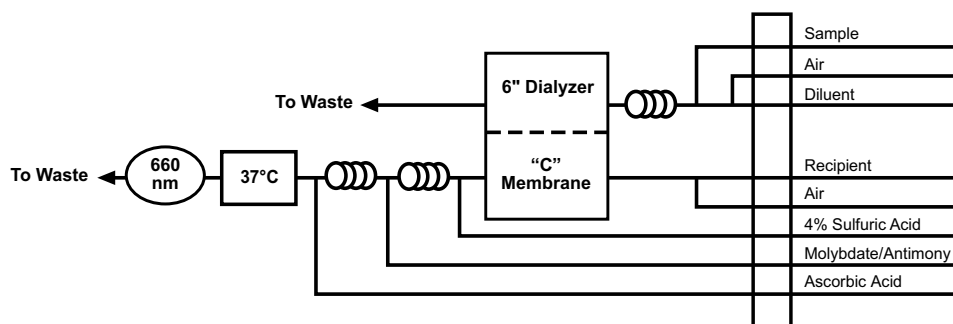 Sample
Air
6" Dialyzer
Diluent
To Waste
"C"
Membrane
Recipient
660
nm
37°C
To Waste
Air
4% Sulfuric Acid
Molybdate/Antimony
Ascorbic Acid